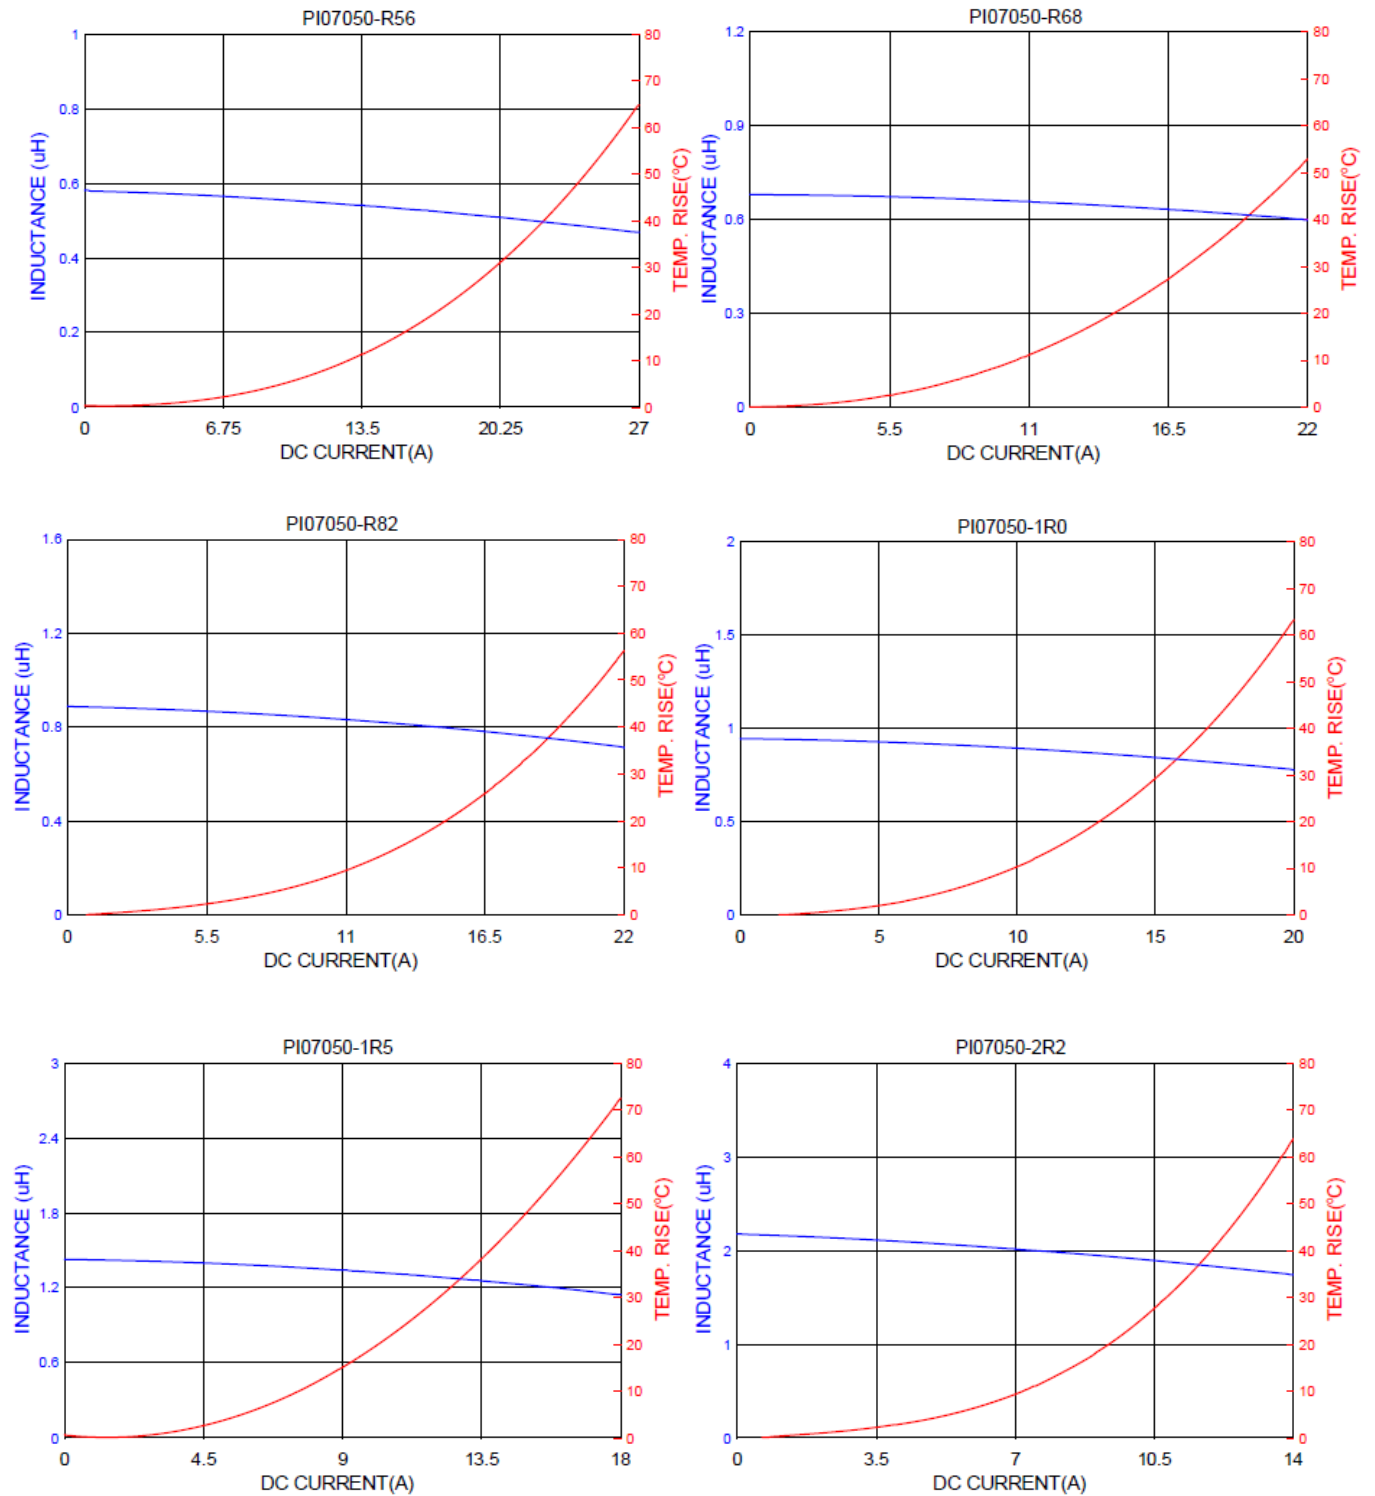 PI07050-R56
1
0.8
0.6
0.4
0.2
0
INDUCTANCE (uH)
80
70
60
50
40
30
20
10
0
TEMP. RISE(ºC)
0 6.75 13.5 20.25 27
DC CURRENT(A)
PI07050-R68
1.2
0.9
0.6
0.3
0
INDUCTANCE (uH)
80
70
60
50
40
30
20
10
0
TEMP. RISE(ºC)
0 5.5 11 16.5 22
DC CURRENT(A)
PI07050-R82
1.6
1.2
0.8
0.4
0
INDUCTANCE (uH)
80
70
60
50
40
30
20
10
0
TEMP. RISE(ºC)
0 5.5 11 16.5 22
DC CURRENT(A)
PI07050-1R0
2
1.5
1
0.5
0
INDUCTANCE (uH)
80
70
60
50
40
30
20
10
0
TEMP. RISE(ºC)
0 5 10 15 20
DC CURRENT(A)
PI07050-1R5
3
2.4
1.8
1.2
0.6
0
INDUCTANCE (uH)
80
70
60
50
40
30
20
10
0
TEMP. RISE(ºC)
0 4.5 9 13.5 18
DC CURRENT(A)
PI07050-2R2
4
3
2
1
0
INDUCTANCE (uH)
80
70
60
50
40
30
20
10
0
TEMP. RISE(ºC)
0 3.5 7 10.5 14
DC CURRENT(A)